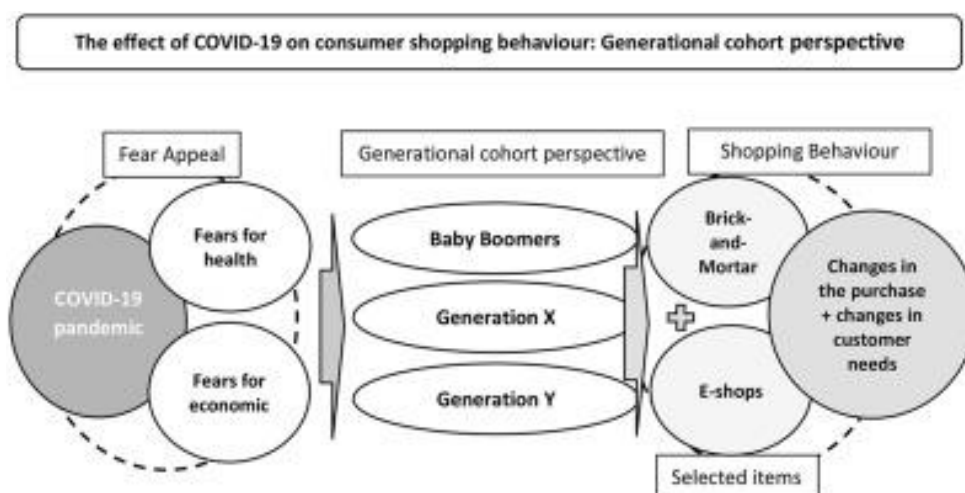 The effect of COVID-19 on consumer shopping behaviour: Generational cohort perspective
Fear Appeal
Generational cohort perspective
Shopping Behaviour
COVID-19
pandemic
Fears for
health
Fears for
economic
Baby Boomers
Generation X
Generation Y
Brick-
and-
Mortar
E-shops
Changes in
the purchase
+ changes in
customer
needs
Selected items